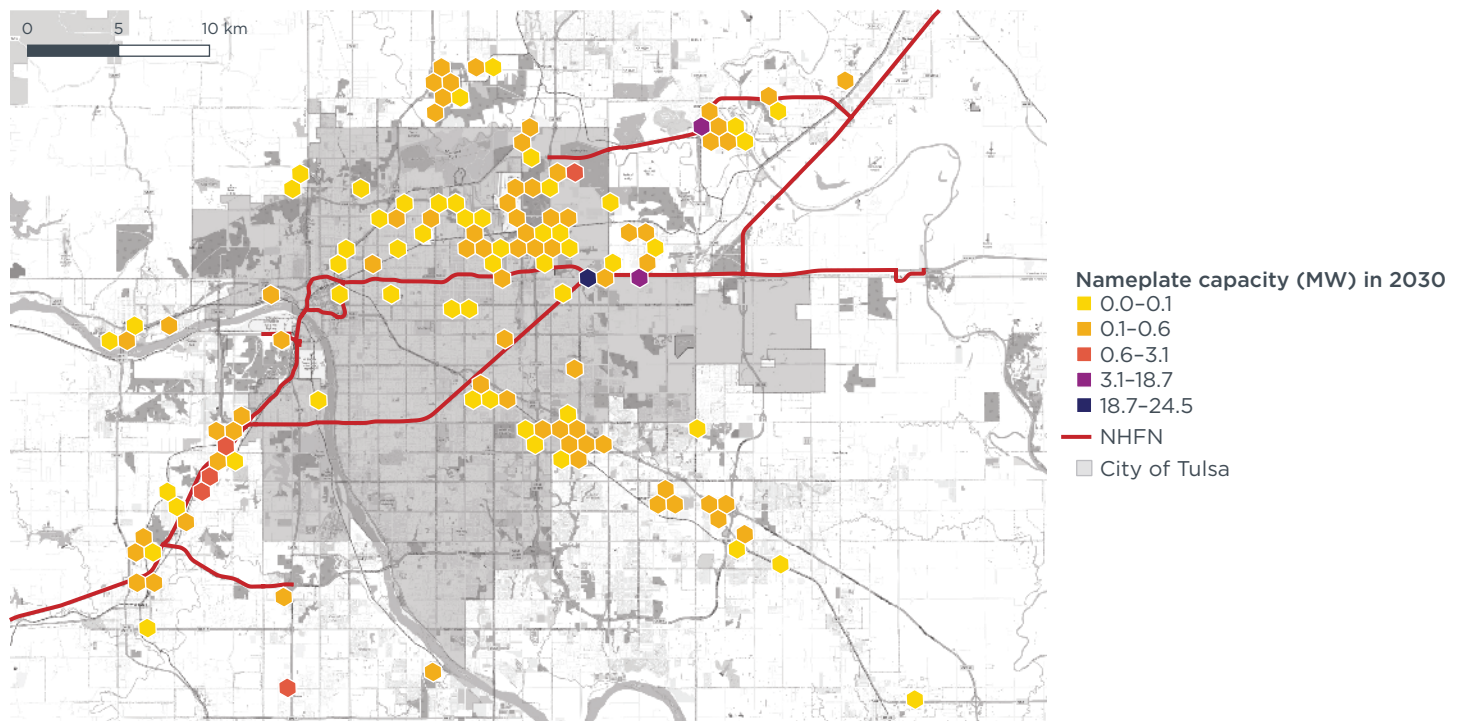 0 5 10 km
Nameplate capacity (MW) in 2030
0.0–0.1
0.1–0.6
0.6–3.1
3.1–18.7
18.7–24.5
NHFN
City of Tulsa